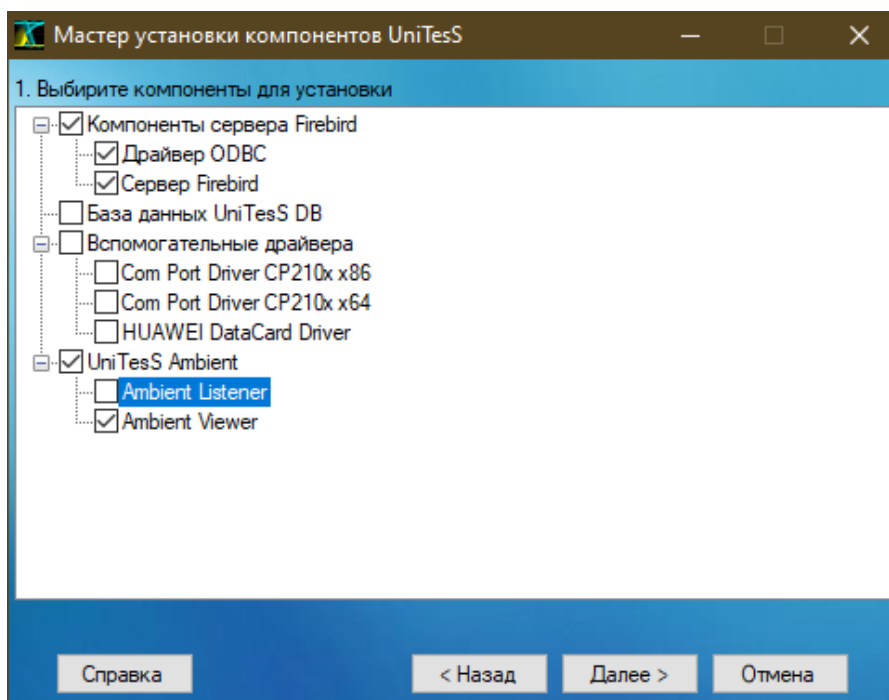 Мастер установки компонентов UniTesS
1. Выбирите компоненты для установки
Компоненты сервера Firebird
Драйвер ODBC
Сервер Firebird
База данных UniTesS DB
Вспомогательные драйвера
Com Port Driver CP210x x86
Com Port Driver CP210x x64
HUAWEI DataCard Driver
UniTesS Ambient
Ambient Listener
Ambient Viewer
Справка < Назад Далее > Отмена